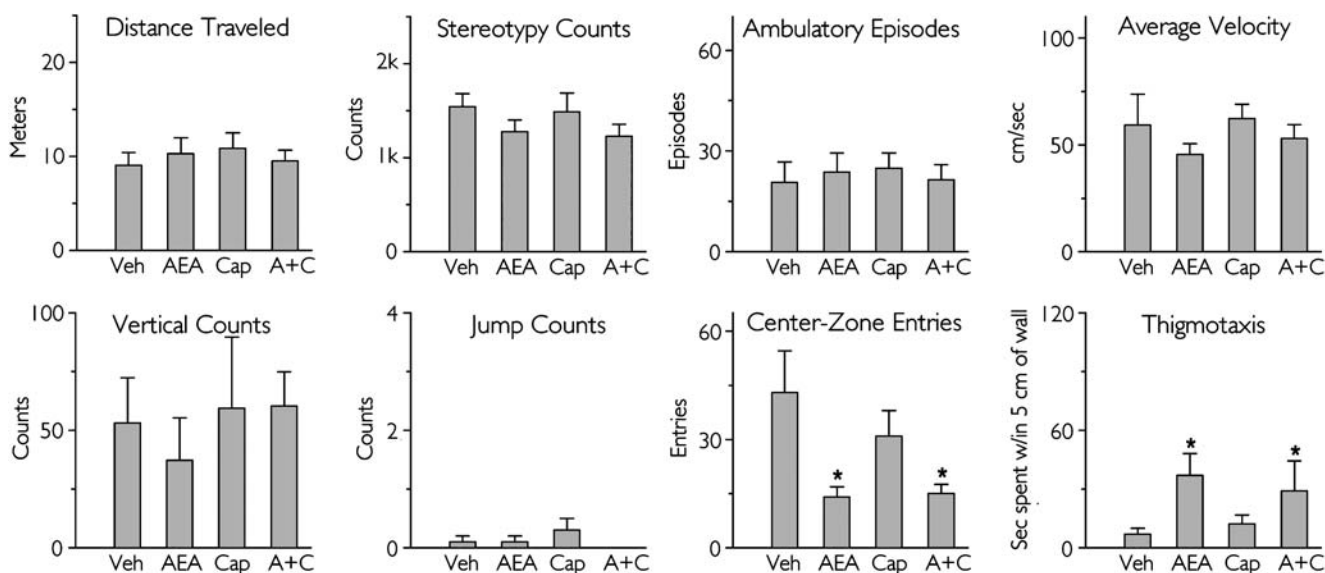 Distance Traveled
Meters
20
10
0
Veh AEA Cap A+C
Stereotypy Counts
Counts
2k
1k
0
Veh AEA Cap A+C
Ambulatory Episodes
Episodes
60
30
0
Veh AEA Cap A+C
Average Velocity
cm/sec
100
50
0
Veh AEA Cap A+C
Vertical Counts
Counts
100
50
0
Veh AEA Cap A+C
Jump Counts
Counts
4
2
0
Veh AEA Cap A+C
Center-Zone Entries
Entries
60
30
0
* *
Veh AEA Cap A+C
Thigmotaxis
Sec spent w/in 5 cm of wall
120
60
0
* *
Veh AEA Cap A+C